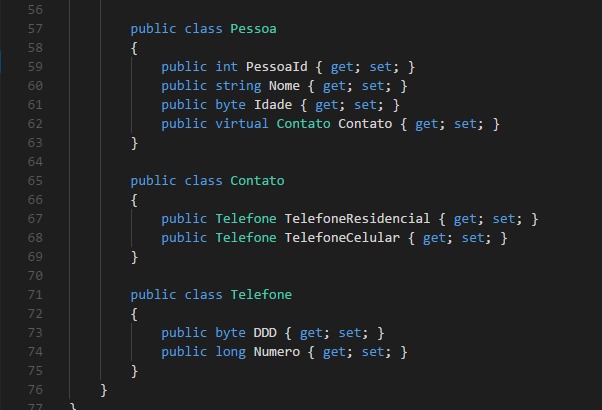 56
57 public class Pessoa
58 {
59 public int PessoaId { get; set; }
60 public string Nome { get; set; }
61 public byte Idade { get; set; }
62 public virtual Contato Contato { get; set; }
63 }
64
65 public class Contato
66 {
67 public Telefone TelefoneResidencial { get; set; }
68 public Telefone TelefoneCelular { get; set; }
69 }
70
71 public class Telefone
72 {
73 public byte DDD { get; set; }
74 public long Numero { get; set; }
75 }
76 }
77 }